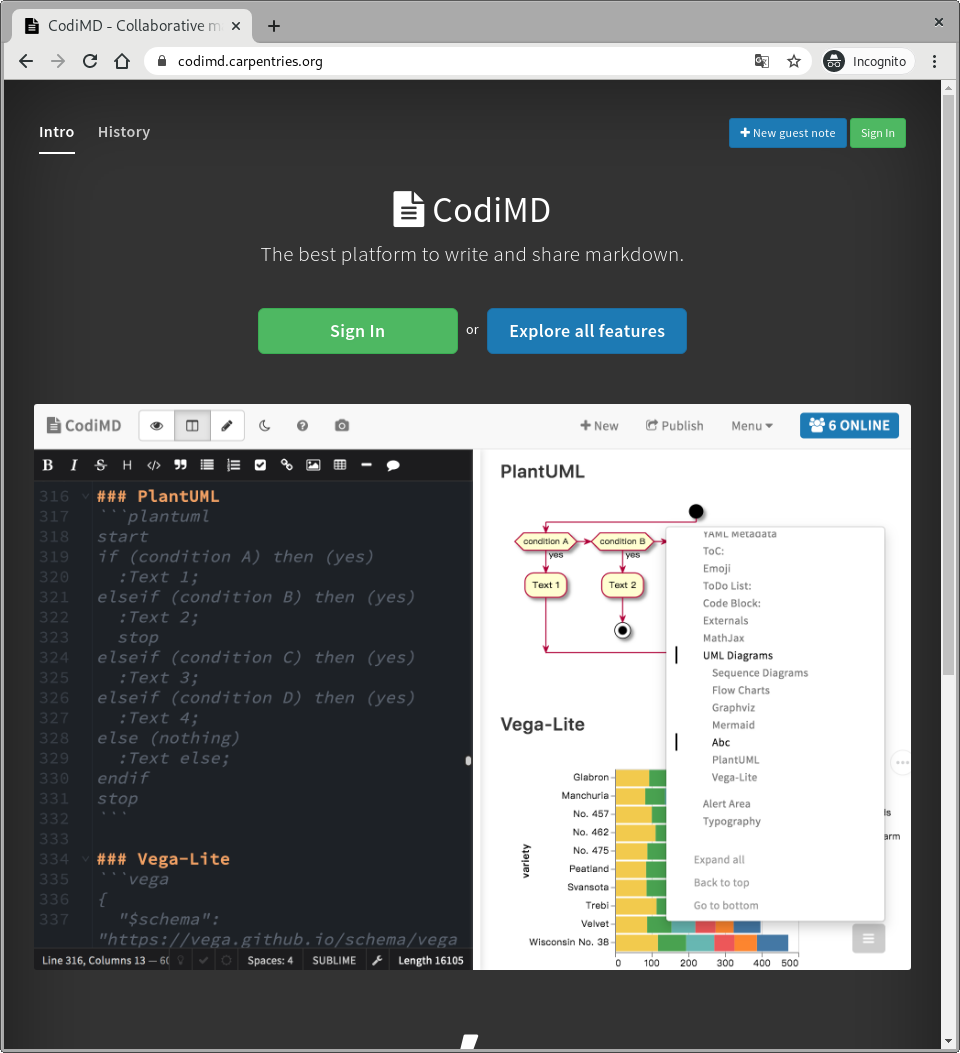 CodiMD - Collaborative m
codimd.carpentries.org
Incognito
Intro History
New guest note Sign In
CodiMD
The best platform to write and share markdown.
Sign In or Explore all features
CodiMD
New Publish Menu 6 ONLINE
B I S H </>
316 ### PlantUML
317 ```plantuml
318 start
319 if (condition A) then (yes)
320 :Text 1;
321 elseif (condition B) then (yes)
322 :Text 2;
323 stop
324 elseif (condition C) then (yes)
325 :Text 3;
326 elseif (condition D) then (yes)
327 :Text 4;
328 else (nothing)
329 :Text else;
330 endif
331 stop
332 ```
333
334 ### Vega-Lite
335 ```vega
336 {
337 "$schema":
"https://vega.github.io/schema/vega
Line 316, Columns 13 — 60
Spaces: 4
SUBLIME
Length 16105
PlantUML
condition A
condition B
yes
yes
Text 1
Text 2
YAML Metadata
ToC:
Emoji
ToDo List:
Code Block:
Externals
MathJax
UML Diagrams
Sequence Diagrams
Flow Charts
Graphviz
Mermaid
Abc
PlantUML
Vega-Lite
Alert Area
Typography
Expand all
Back to top
Go to bottom
Vega-Lite
variety
Glabron
Manchuria
No. 457
No. 462
No. 475
Peatland
Svansota
Trebi
Velvet
Wisconsin No. 38
0 100 200 300 400 500